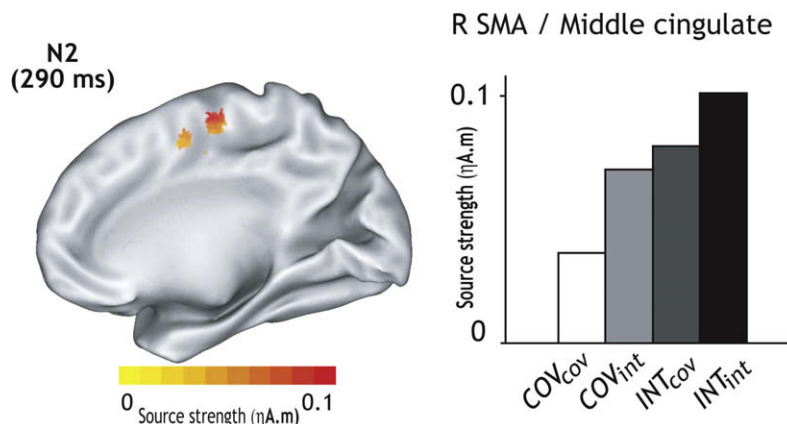 R SMA / Middle cingulate
N2
(290 ms)
0.1
Source strength (ηA.m)
0
COVcov
COVint
INTcov
INTint
0
Source strength (ηA.m)
0.1